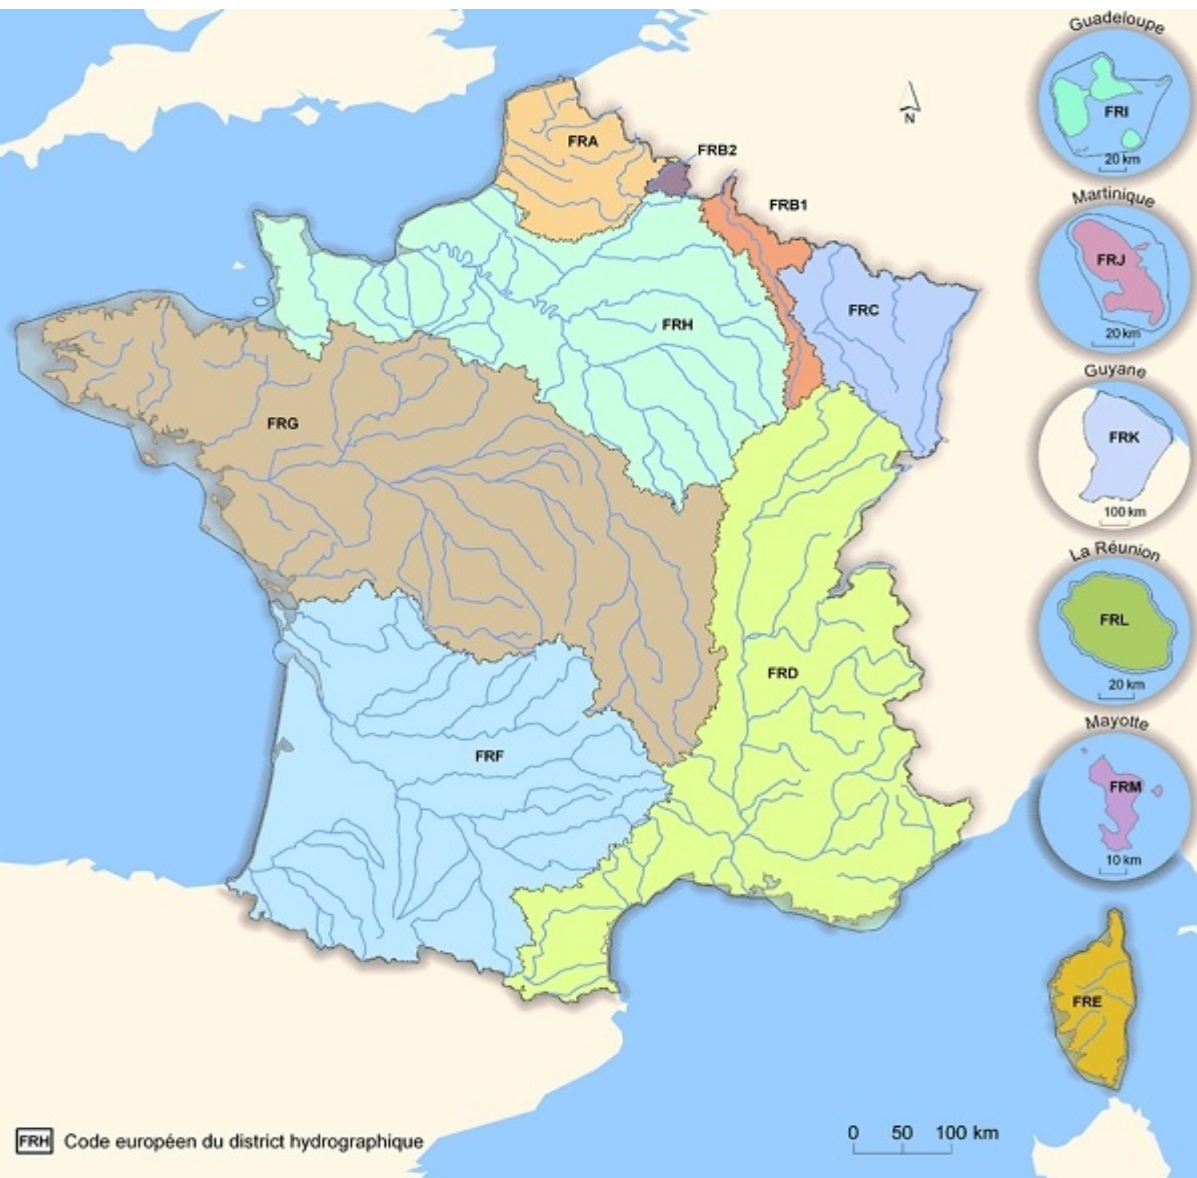 Guadeloupe
FRI
20 km
FRA
N
FRB2
FRB1
Martinique
FRJ
20 km
FRC
FRH
Guyane
FRK
100 km
FRG
La Réunion
FRL
20 km
FRD
Mayotte
FRM
10 km
FRF
FRE
FRH Code européen du district hydrographique
0 50 100 km